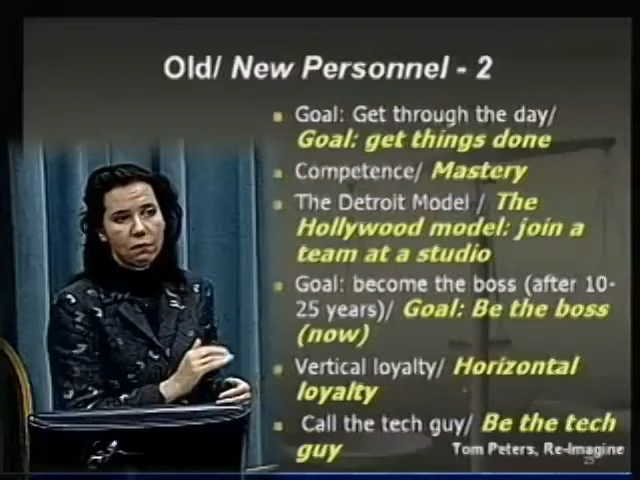 Old/ New Personnel - 2
Goal: Get through the day/
Goal: get things done
Competence/ Mastery
The Detroit Model / The
Hollywood model: join a
team at a studio
Goal: become the boss (after 10-
25 years)/ Goal: Be the boss
(now)
Vertical loyalty/ Horizontal
loyalty
Call the tech guy/ Be the tech
guy
Tom Peters, Re-Imagine